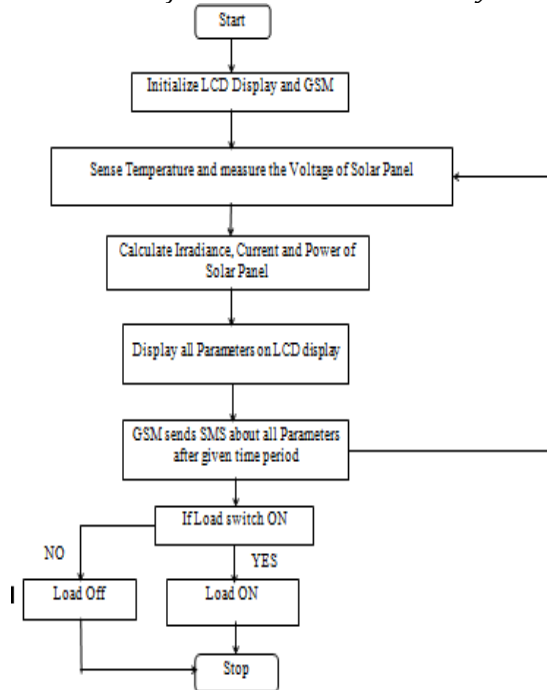 Start
Initialize LCD Display and GSM
Sense Temperature and measure the Voltage of Solar Panel
Calculate Irradiance, Current and Power of
Solar Panel
Display all Parameters on LCD display
GSM sends SMS about all Parameters
after given time period
If Load switch ON
NO
YES
Load Off
Load ON
Stop